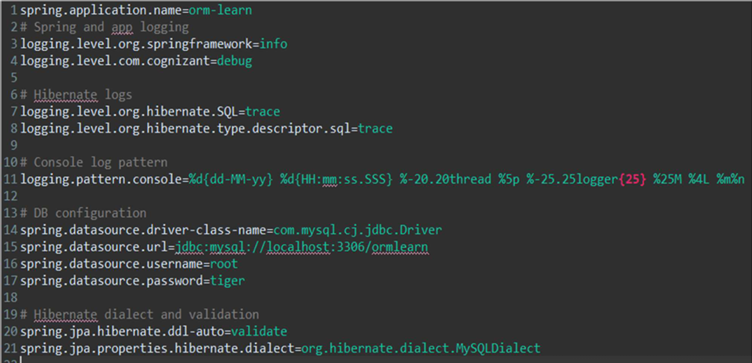 1 spring.application.name=orm-learn
2 # Spring and app logging
3 logging.level.org.springframework=info
4 logging.level.com.cognizant=debug
5
6 # Hibernate logs
7 logging.level.org.hibernate.SQL=trace
8 logging.level.org.hibernate.type.descriptor.sql=trace
9
10 # Console log pattern
11 logging.pattern.console=%d{dd-MM-yy} %d{HH:mm:ss.SSS} %-20.20thread %5p %-25.25logger{25} %25M %4L %m%n
12
13 # DB configuration
14 spring.datasource.driver-class-name=com.mysql.cj.jdbc.Driver
15 spring.datasource.url=jdbc:mysql://localhost:3306/ormlearn
16 spring.datasource.username=root
17 spring.datasource.password=tiger
18
19 # Hibernate dialect and validation
20 spring.jpa.hibernate.ddl-auto=validate
21 spring.jpa.properties.hibernate.dialect=org.hibernate.dialect.MySQLDialect